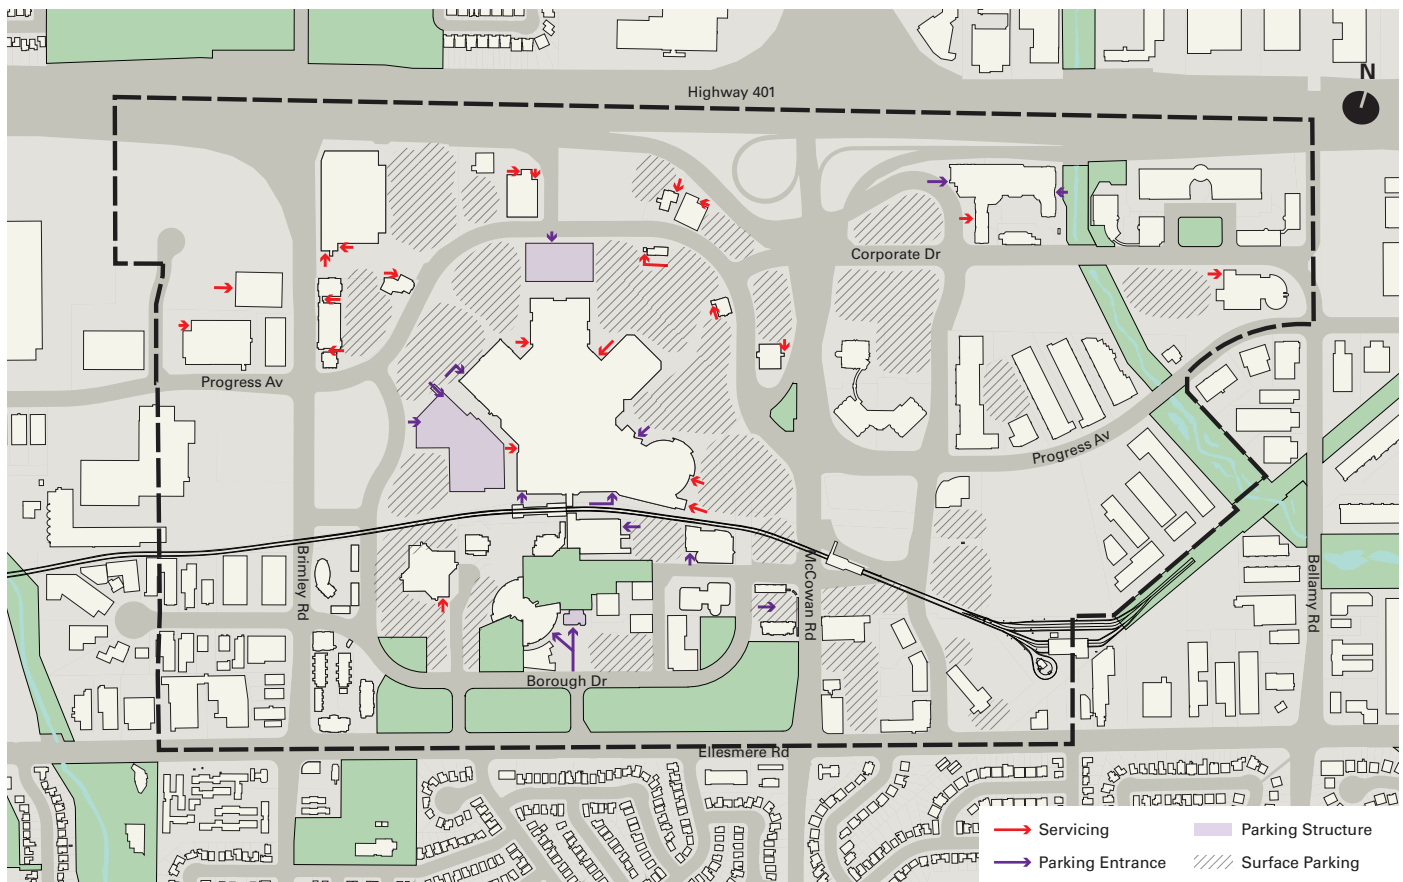 Highway 401
N
Corporate Dr
Progress Av
Progress Av
Brimley Rd
McCowan Rd
Bellamy Rd
Borough Dr
Ellesmere Rd
Servicing
Parking Structure
Parking Entrance
Surface Parking